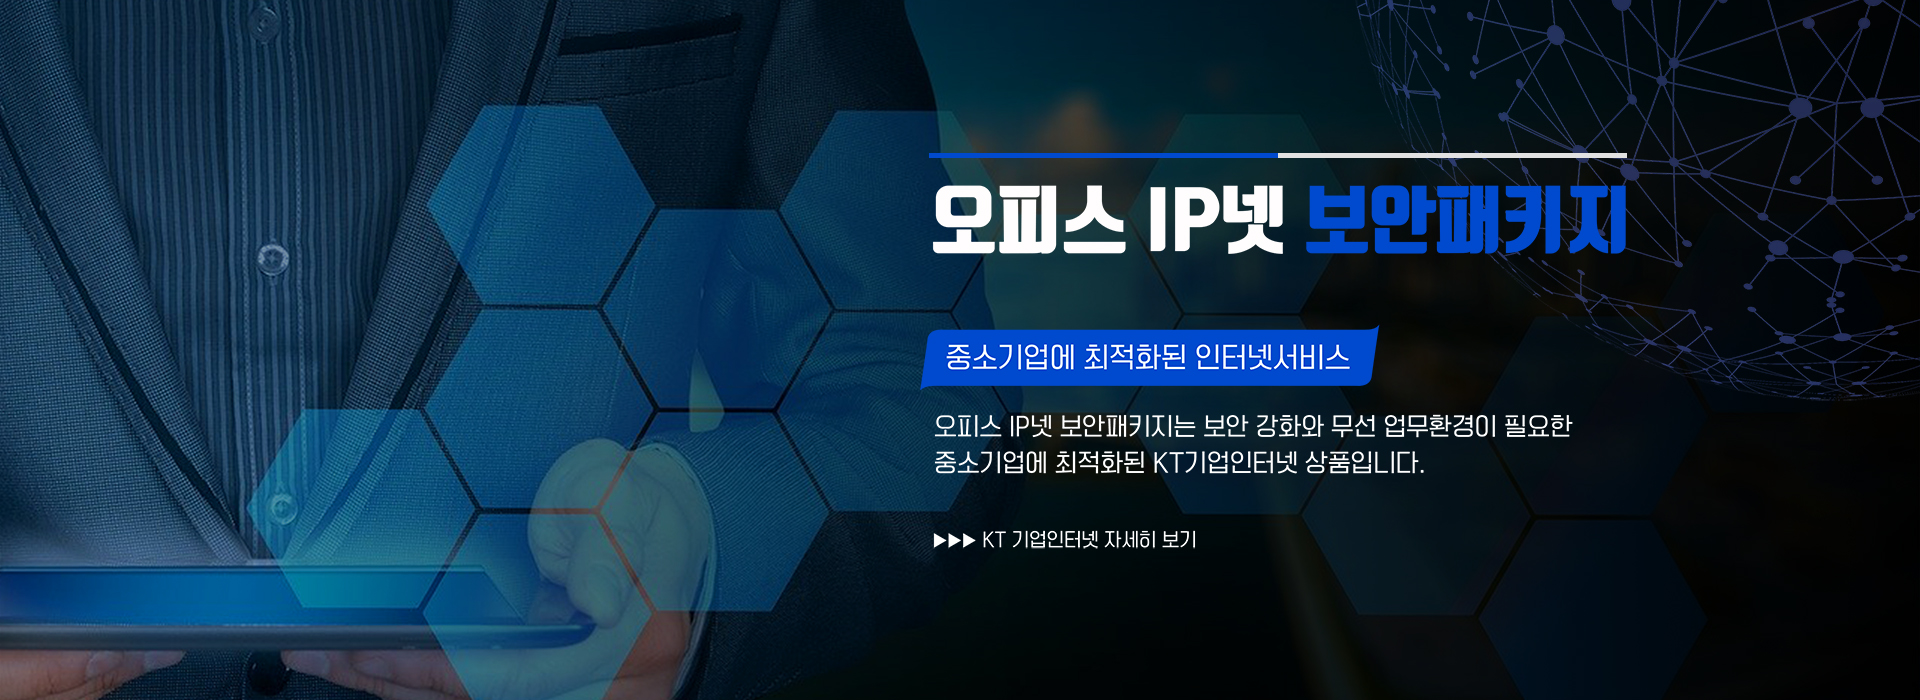 오피스 IP넷 보안패키지
중소기업에 최적화된 인터넷서비스
오피스 IP넷 보안패키지는 보안 강화와 무선 업무환경이 필요한
중소기업에 최적화된 KT기업인터넷 상품입니다.
▶▶▶ KT 기업인터넷 자세히 보기